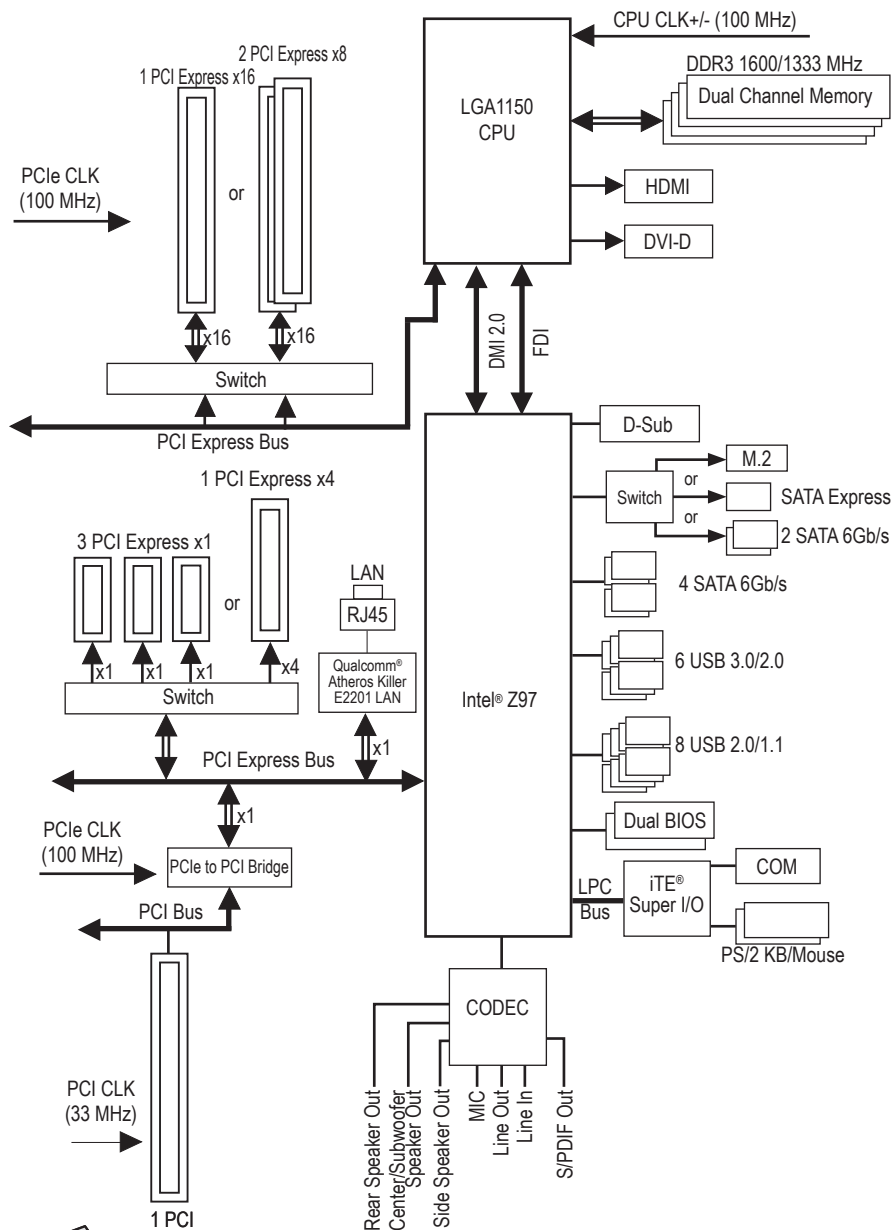 CPU CLK+/- (100 MHz)
DDR3 1600/1333 MHz
Dual Channel Memory
LGA1150
CPU
HDMI
DVI-D
2 PCI Express x8
1 PCI Express x16
or
PCIe CLK
(100 MHz)
x16
x16
Switch
PCI Express Bus
DMI 2.0
FDI
D-Sub
M.2
or
Switch
SATA Express
or
2 SATA 6Gb/s
4 SATA 6Gb/s
6 USB 3.0/2.0
8 USB 2.0/1.1
Dual BIOS
Intel® Z97
1 PCI Express x4
3 PCI Express x1
or
x1
x1
x1
x4
Switch
LAN
RJ45
Qualcomm®
Atheros Killer
E2201 LAN
x1
PCI Express Bus
x1
PCIe CLK
(100 MHz)
PCIe to PCI Bridge
PCI Bus
LPC
Bus
iTE®
Super I/O
COM
PS/2 KB/Mouse
CODEC
PCI CLK
(33 MHz)
1 PCI
Rear Speaker Out
Center/Subwoofer
Speaker Out
Side Speaker Out
MIC
Line Out
Line In
S/PDIF Out